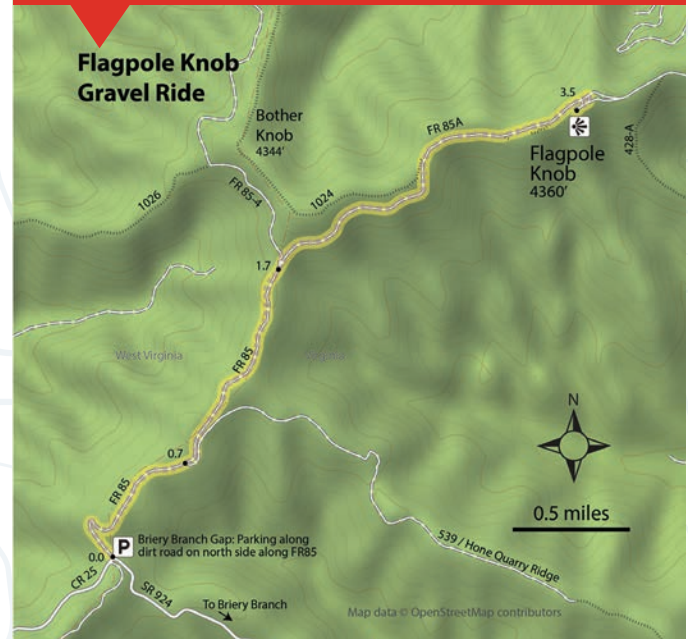 Flagpole Knob
Gravel Ride
Bother
Knob
4344'
3.5
FR 85A
Flagpole
Knob
4360'
428-A
1026
FR 85-4
1024
1.7
West Virginia
Virginia
FR 85
N
0.7
FR 85
0.5 miles
P
Briery Branch Gap: Parking along
dirt road on north side along FR85
0.0
CR 25
SR 924
539 / Hone Quarry Ridge
To Briery Branch
Map data © OpenStreetMap contributors